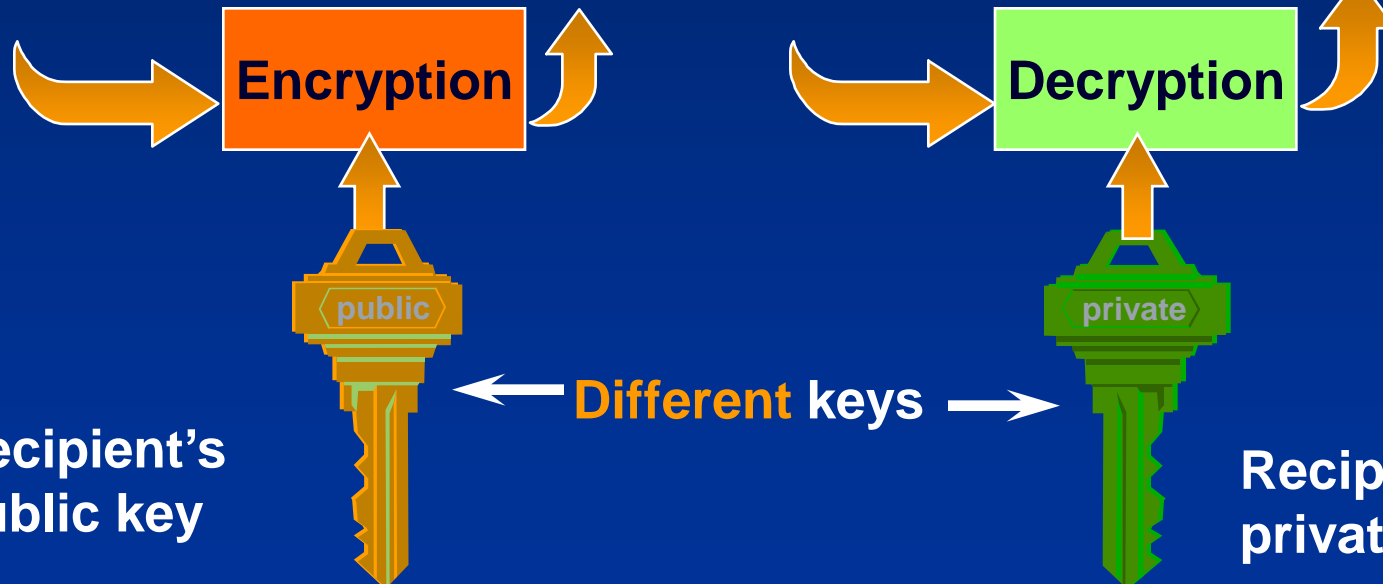 Encryption
Decryption
public
private
Different keys
ecipient's
ublic key
Recip
privat